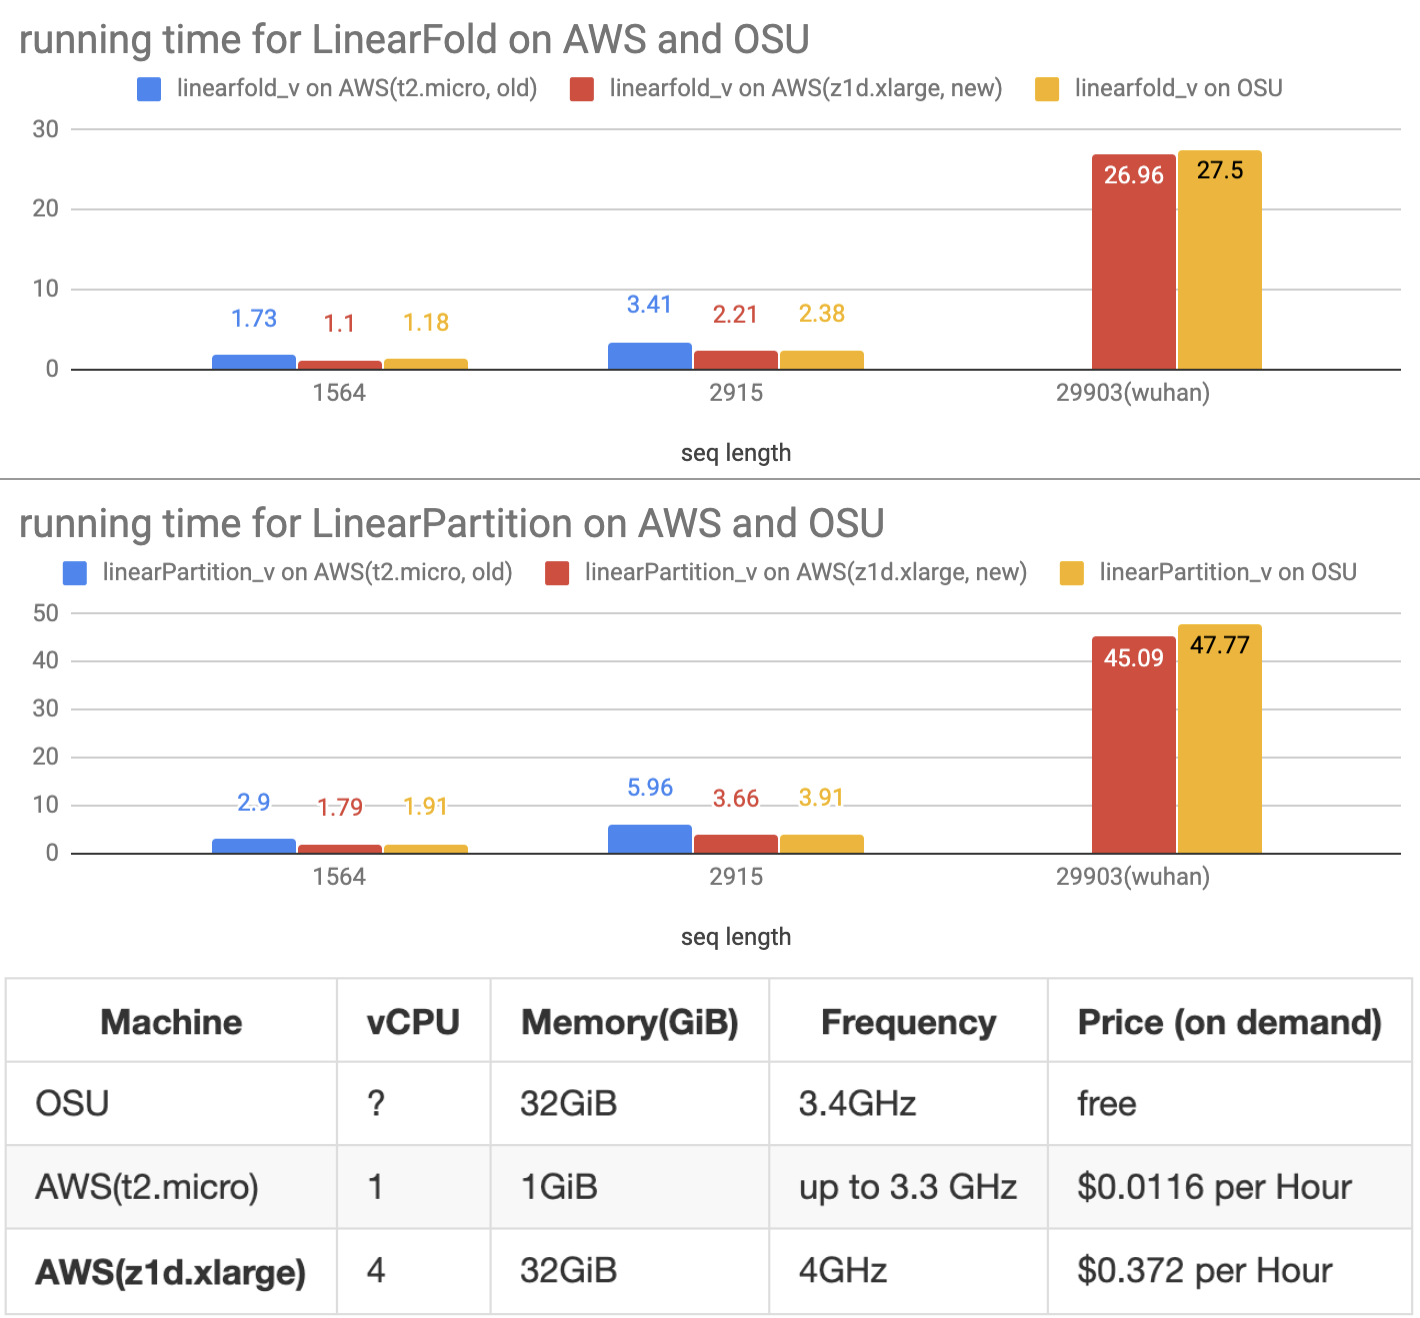 running time for LinearFold on AWS and OSU
linearfold_v on AWS(t2.micro, old) linearfold_v on AWS(z1d.xlarge, new) linearfold_v on OSU
30
20
10
0
1.73 1.1 1.18
3.41 2.21 2.38
26.96 27.5
1564 2915 29903(wuhan)
seq length
running time for LinearPartition on AWS and OSU
linearPartition_v on AWS(t2.micro, old) linearPartition_v on AWS(z1d.xlarge, new) linearPartition_v on OSU
50
40
30
20
10
0
2.9 1.79 1.91
5.96 3.66 3.91
45.09 47.77
1564 2915 29903(wuhan)
seq length
Machine vCPU Memory(GiB) Frequency Price (on demand)
OSU ? 32GiB 3.4GHz free
AWS(t2.micro) 1 1GiB up to 3.3 GHz $0.0116 per Hour
AWS(z1d.xlarge) 4 32GiB 4GHz $0.372 per Hour